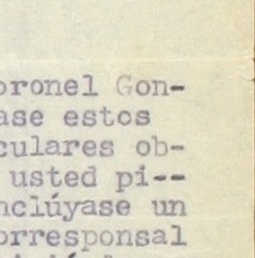 oronel Gon-
ase estos
culares ob-
usted pi--
nclúyase un
orresponsal